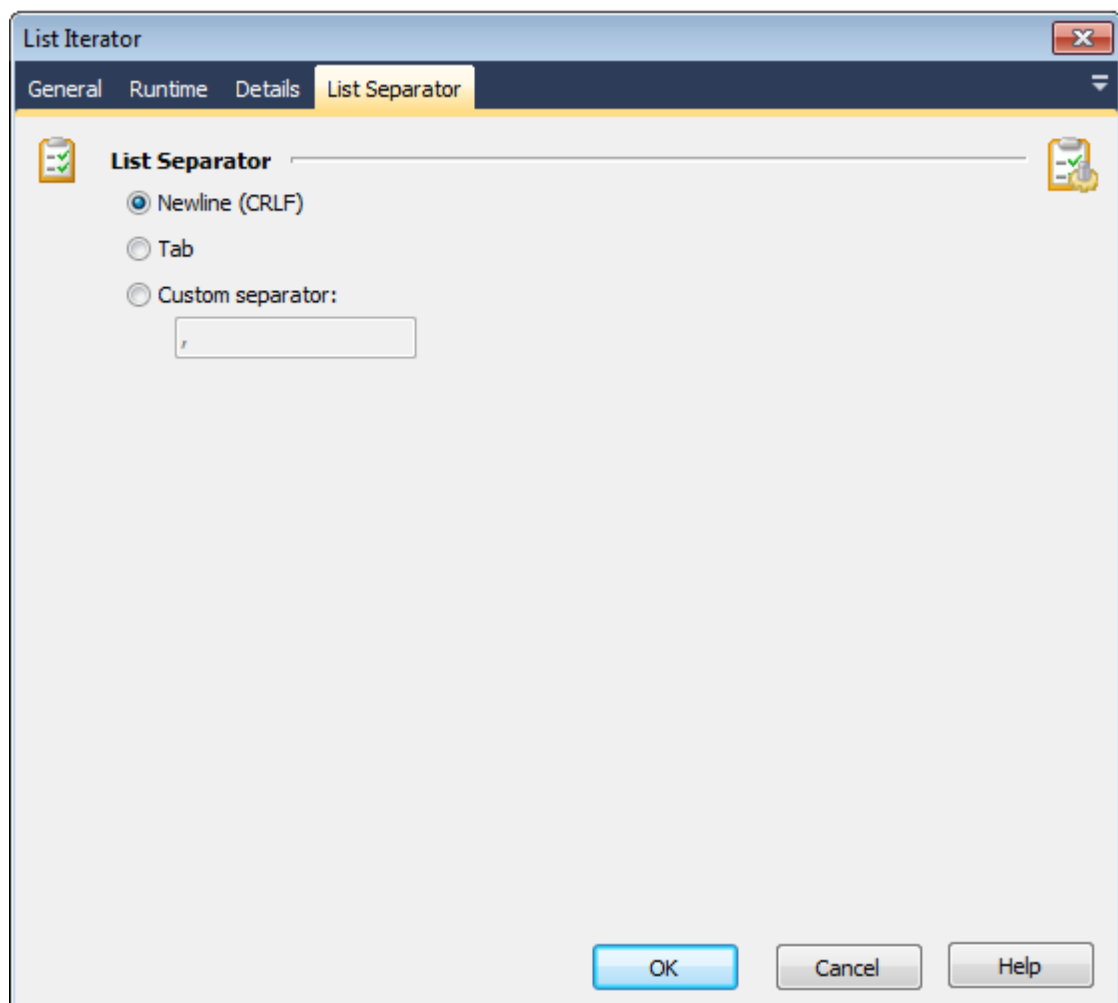 List Iterator
General Runtime Details List Separator
List Separator
Newline (CRLF)
Tab
Custom separator:
,
OK Cancel Help